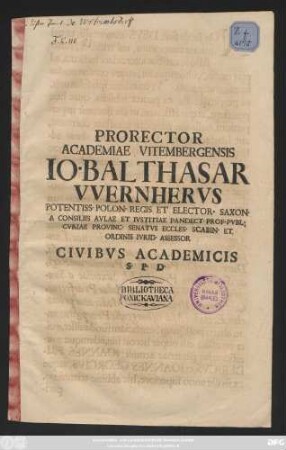 PRORECTOR
ACADEMIAE VITEMBERGENSIS
IO·BALTHASAR
VVERNHERVS
POTENTISS· POLON· REGIS ET ELECTOR· SAXON·
A CONSILIIS AVLAE ET IVSTITIAE PANDECT· PROF· PVBL;
CVRIAE PROVINC· SENATVS ECCLES· SCABIN· ET
ORDINIS IVRID· ASSESSOR
CIVIBVS ACADEMICIS
S P D
BIBLIOTHECA
PONICKAVIANA